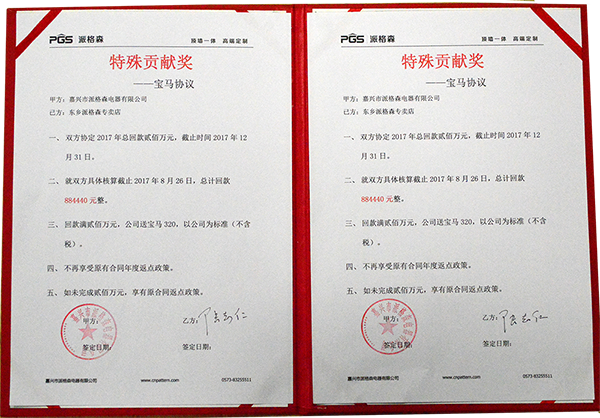 PGS 派格森
顶墙一体 高端定制
特殊贡献奖
——宝马协议
甲方：嘉兴市派格森电器有限公司
已方：东乡派格森专卖店
一、双方协定2017年总回款贰佰万元，截止时间2017年12
月31日。
二、就双方具体核算截止2017年8月26日，总计回款
884440元整。
三、回款满贰佰万元，公司送宝马320，以公司为标准（不含
税）。
四、不再享受原有合同年度返点政策。
五、如未完成贰佰万元，享有原合同返点政策。
甲方：
乙方：
签定日期：
签定日期：
嘉兴市派格森电器有限公司
www.cnpattern.com
0573-83255511
PGS 派格森
顶墙一体 高端定制
特殊贡献奖
——宝马协议
甲方：嘉兴市派格森电器有限公司
已方：东乡派格森专卖店
一、双方协定2017年总回款贰佰万元，截止时间2017年12
月31日。
二、就双方具体核算截止2017年8月26日，总计回款
884440元整。
三、回款满贰佰万元，公司送宝马320，以公司为标准（不含
税）。
四、不再享受原有合同年度返点政策。
五、如未完成贰佰万元，享有原合同返点政策。
甲方：
乙方：
签定日期：
签定日期：
嘉兴市派格森电器有限公司
www.cnpattern.com
0573-83255511